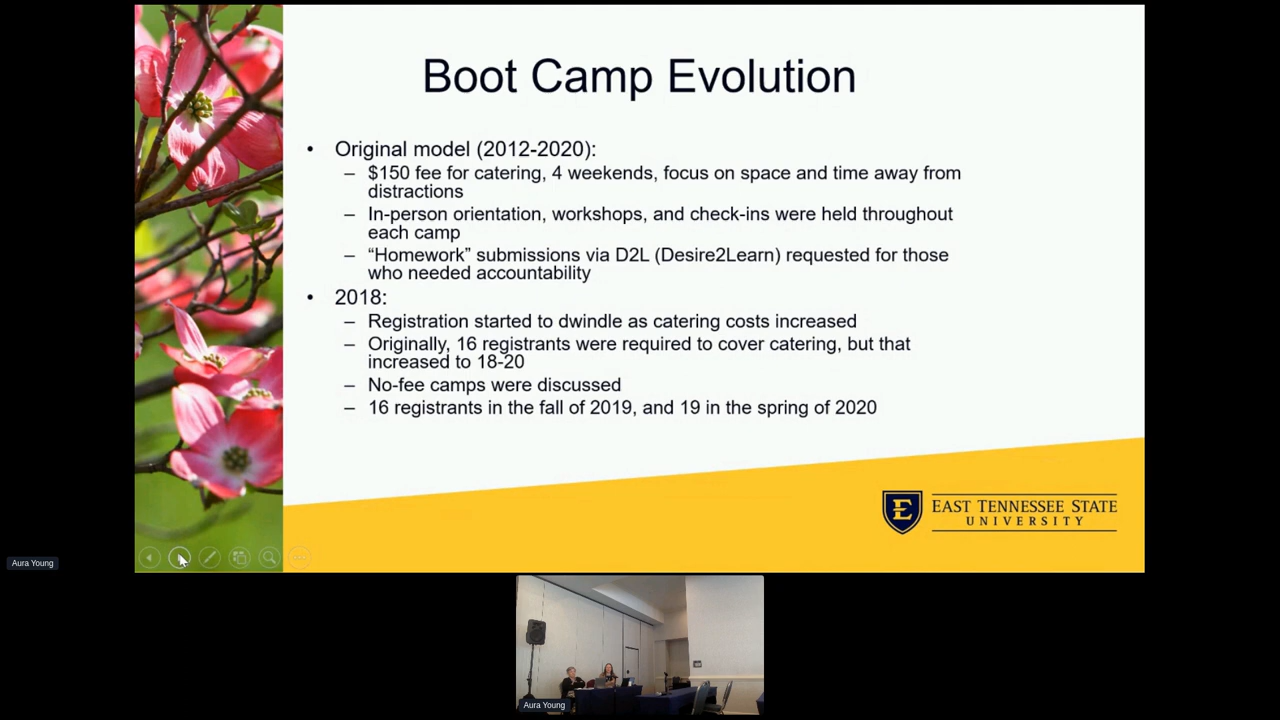 Boot Camp Evolution
• Original model (2012-2020):
– $150 fee for catering, 4 weekends, focus on space and time away from
distractions
– In-person orientation, workshops, and check-ins were held throughout
each camp
– “Homework” submissions via D2L (Desire2Learn) requested for those
who needed accountability
• 2018:
– Registration started to dwindle as catering costs increased
– Originally, 16 registrants were required to cover catering, but that
increased to 18-20
– No-fee camps were discussed
– 16 registrants in the fall of 2019, and 19 in the spring of 2020
E
EAST TENNESSEE STATE
UNIVERSITY
Aura Young
Aura Young